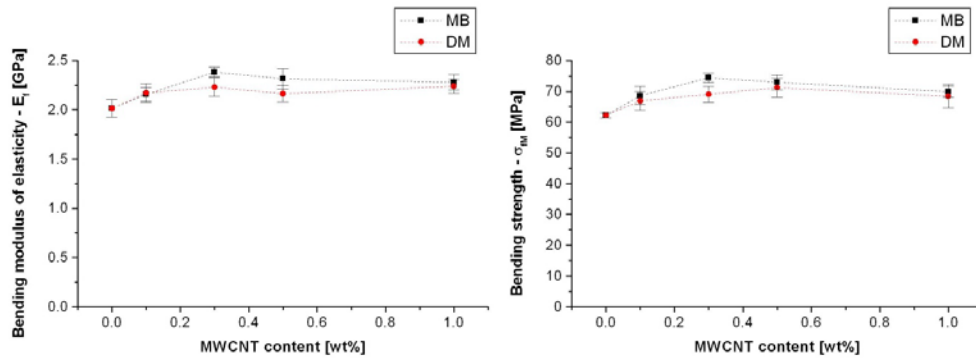 MB
DM
Bending modulus of elasticity - E_f [GPa]
2.5
2.0
1.5
1.0
0.5
0.0
0.0 0.2 0.4 0.6 0.8 1.0
MWCNT content [wt%]
MB
DM
Bending strength - σ_fM [MPa]
80
70
60
50
40
30
20
10
0
0.0 0.2 0.4 0.6 0.8 1.0
MWCNT content [wt%]